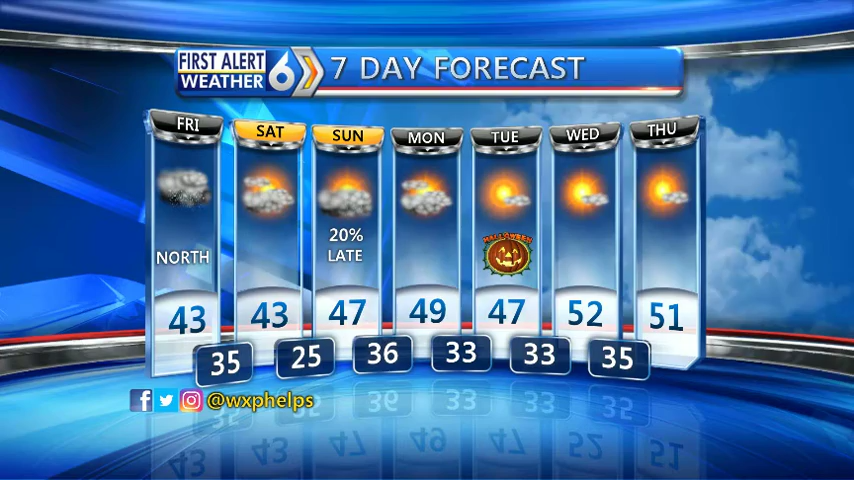 FIRST ALERT
WEATHER 6
7 DAY FORECAST
FRI SAT SUN MON TUE WED THU
HALLOWEEN
20%
NORTH LATE
43 43 47 49 47 52 51
35 25 36 33 33 35
f @wxphelps